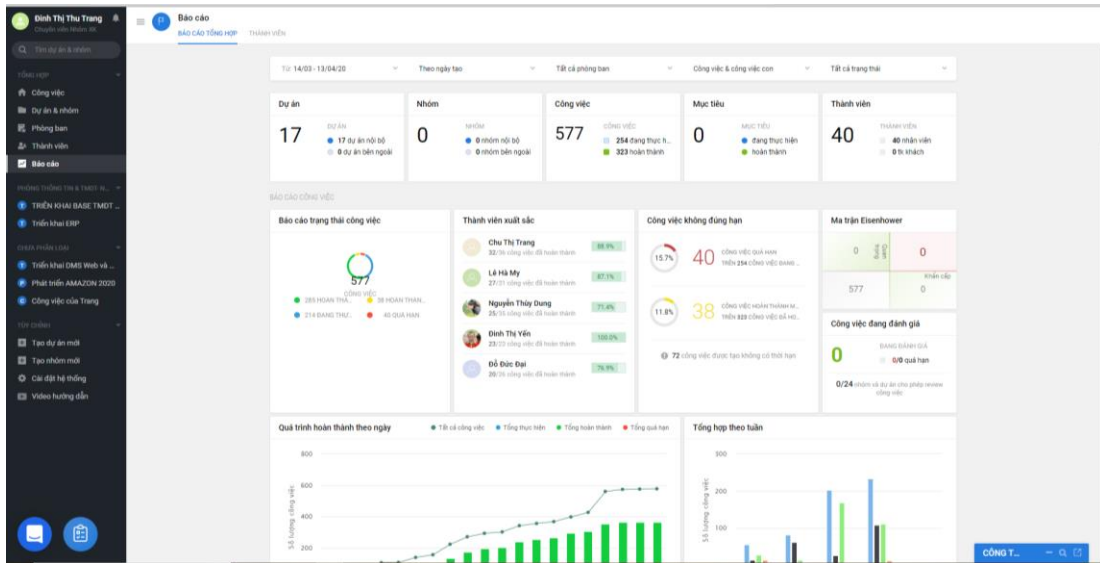 Đinh Thị Thu Trang
Chuyên viên Nhóm XK
Tìm dự án & nhóm
TỔNG HỢP
Công việc
Dự án & nhóm
Phòng ban
Thành viên
Báo cáo
PHÒNG THÔNG TIN & TMDT N...
TRIỂN KHAI BASE TMDT ...
Triển khai ERP
CHƯA PHÂN LOẠI
Triển khai DMS Web và ...
Phát triển AMAZON 2020
Công việc của Trang
TÙY CHỈNH
Tạo dự án mới
Tạo nhóm mới
Cài đặt hệ thống
Video hướng dẫn
Báo cáo
BÁO CÁO TỔNG HỢP THÀNH VIÊN
Từ 14/03 - 13/04/20 Theo ngày tạo Tất cả phòng ban Công việc & công việc con Tất cả trạng thái
Dự án
17
DỰ ÁN
17 dự án nội bộ
0 dự án bên ngoài
Nhóm
0
NHÓM
0 nhóm nội bộ
0 nhóm bên ngoài
Công việc
577
CÔNG VIỆC
254 đang thực h...
323 hoàn thành
Mục tiêu
0
MỤC TIÊU
đang thực hiện
hoàn thành
Thành viên
40
THÀNH VIÊN
40 nhân viên
0 tk khách
BÁO CÁO CÔNG VIỆC
Báo cáo trạng thái công việc
577
CÔNG VIỆC
285 HOÀN THÀ... 38 HOÀN THÀN...
214 ĐANG THỰ... 40 QUÁ HẠN
Thành viên xuất sắc
Chu Thị Trang
32/36 công việc đã hoàn thành
88.9%
Lê Hà My
27/31 công việc đã hoàn thành
87.1%
Nguyễn Thùy Dung
25/35 công việc đã hoàn thành
71.4%
Đinh Thị Yến
23/23 công việc đã hoàn thành
100.0%
Đỗ Đức Đại
20/26 công việc đã hoàn thành
76.9%
Công việc không đúng hạn
15.7%
40
CÔNG VIỆC QUÁ HẠN
TRÊN 254 CÔNG VIỆC ĐANG ...
11.8%
38
CÔNG VIỆC HOÀN THÀNH M...
TRÊN 323 CÔNG VIỆC ĐÃ HO...
72 công việc được tạo không có thời hạn
Ma trận Eisenhower
0 Quan trọng 0
Khẩn cấp
577 0
Công việc đang đánh giá
0
ĐANG ĐÁNH GIÁ
0/0 quá hạn
0/24 nhóm và dự án cho phép review
công việc
Quá trình hoàn thành theo ngày
Tất cả công việc Tổng thực hiện Tổng hoàn thành Tổng quá hạn
Số lượng công việc
800
600
400
200
Tổng hợp theo tuần
Số lượng công việc
300
200
100
CÔNG T...